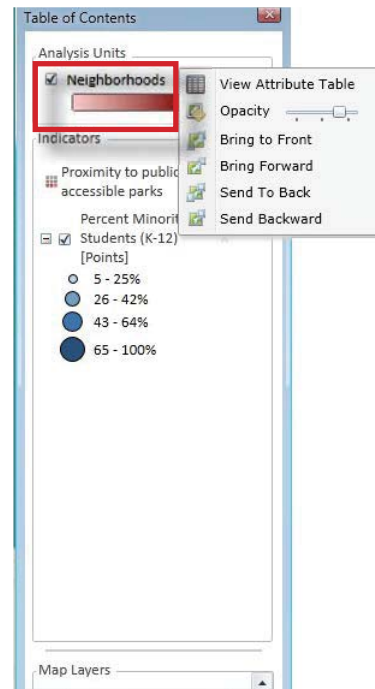 Table of Contents
Analysis Units
Neighborhoods
View Attribute Table
Opacity
Bring to Front
Bring Forward
Send To Back
Send Backward
Indicators
Proximity to public
accessible parks
Percent Minorit
Students (K-12)
[Points]
5 - 25%
26 - 42%
43 - 64%
65 - 100%
Map Layers